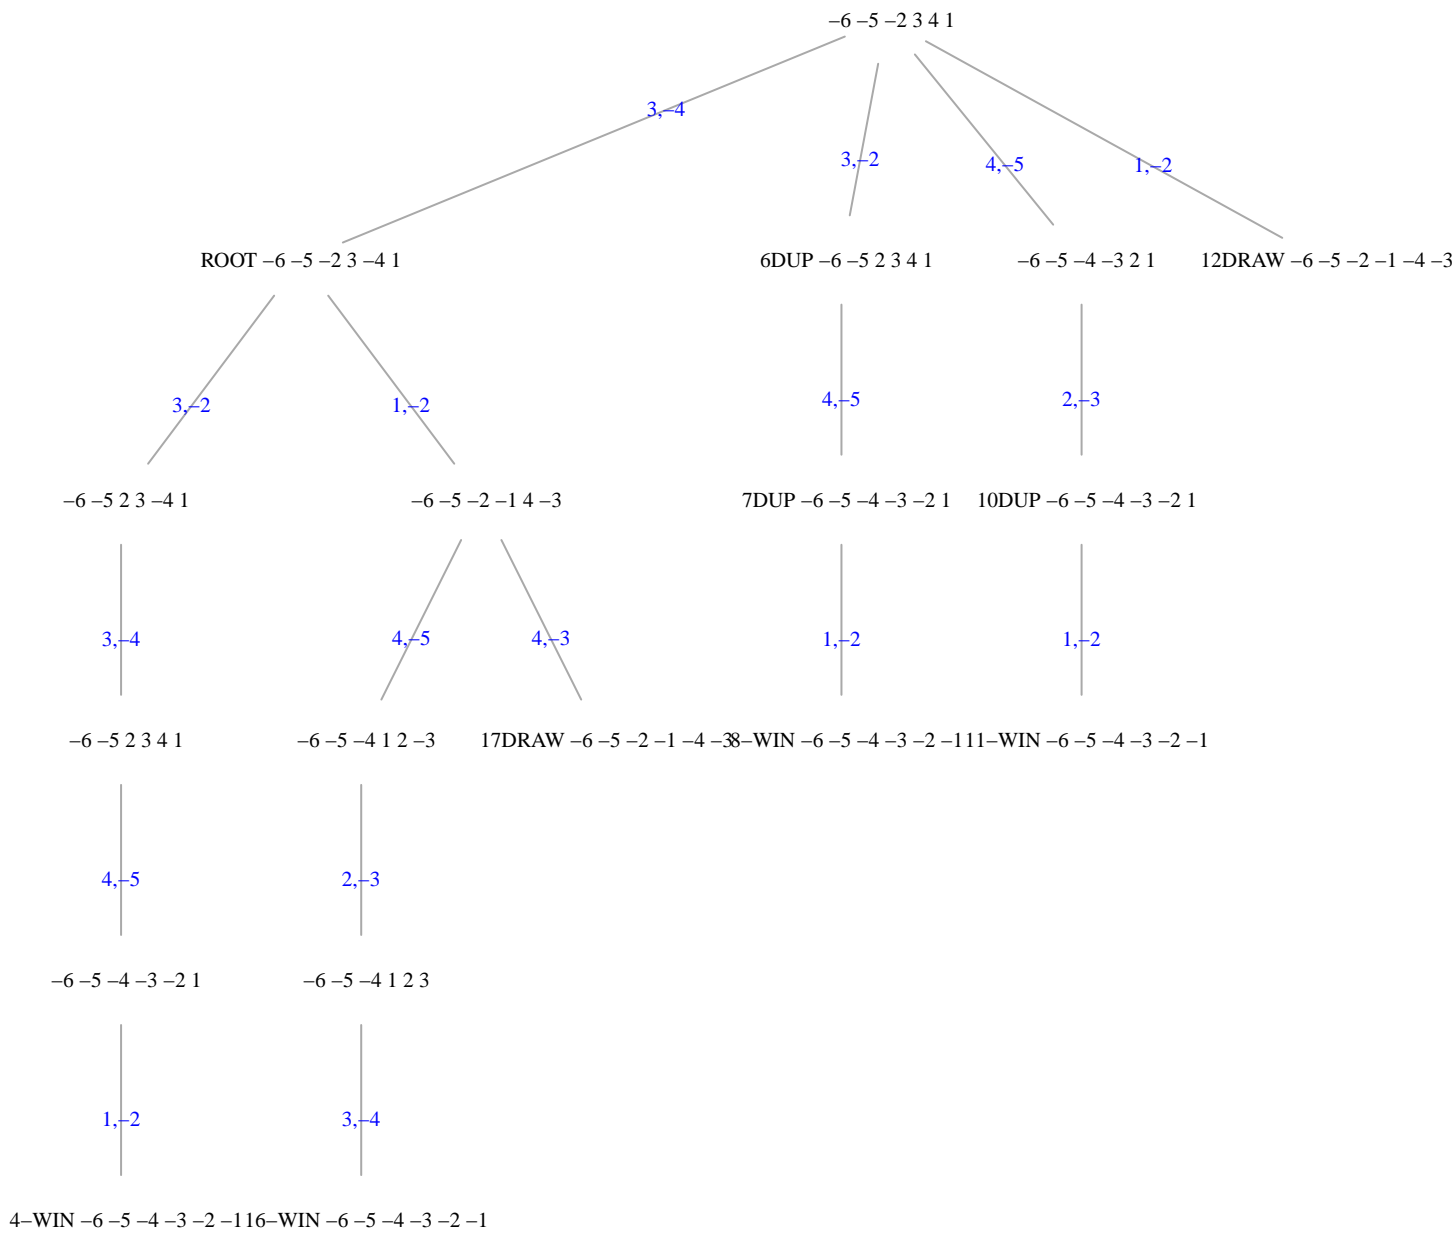 –6 –5 –2 3 4 1
3,–4
3,–2
4,–5
1,–2
ROOT –6 –5 –2 3 –4 1
6DUP –6 –5 2 3 4 1
–6 –5 –4 –3 2 1
12DRAW –6 –5 –2 –1 –4 –3
3,–2
1,–2
4,–5
2,–3
–6 –5 2 3 –4 1
–6 –5 –2 –1 4 –3
7DUP –6 –5 –4 –3 –2 1
10DUP –6 –5 –4 –3 –2 1
3,–4
4,–5
4,–3
1,–2
1,–2
–6 –5 2 3 4 1
–6 –5 –4 1 2 –3
17DRAW –6 –5 –2 –1 –4 –3
8–WIN –6 –5 –4 –3 –2 –1
11–WIN –6 –5 –4 –3 –2 –1
4,–5
2,–3
–6 –5 –4 –3 –2 1
–6 –5 –4 1 2 3
1,–2
3,–4
4–WIN –6 –5 –4 –3 –2 –1
16–WIN –6 –5 –4 –3 –2 –1